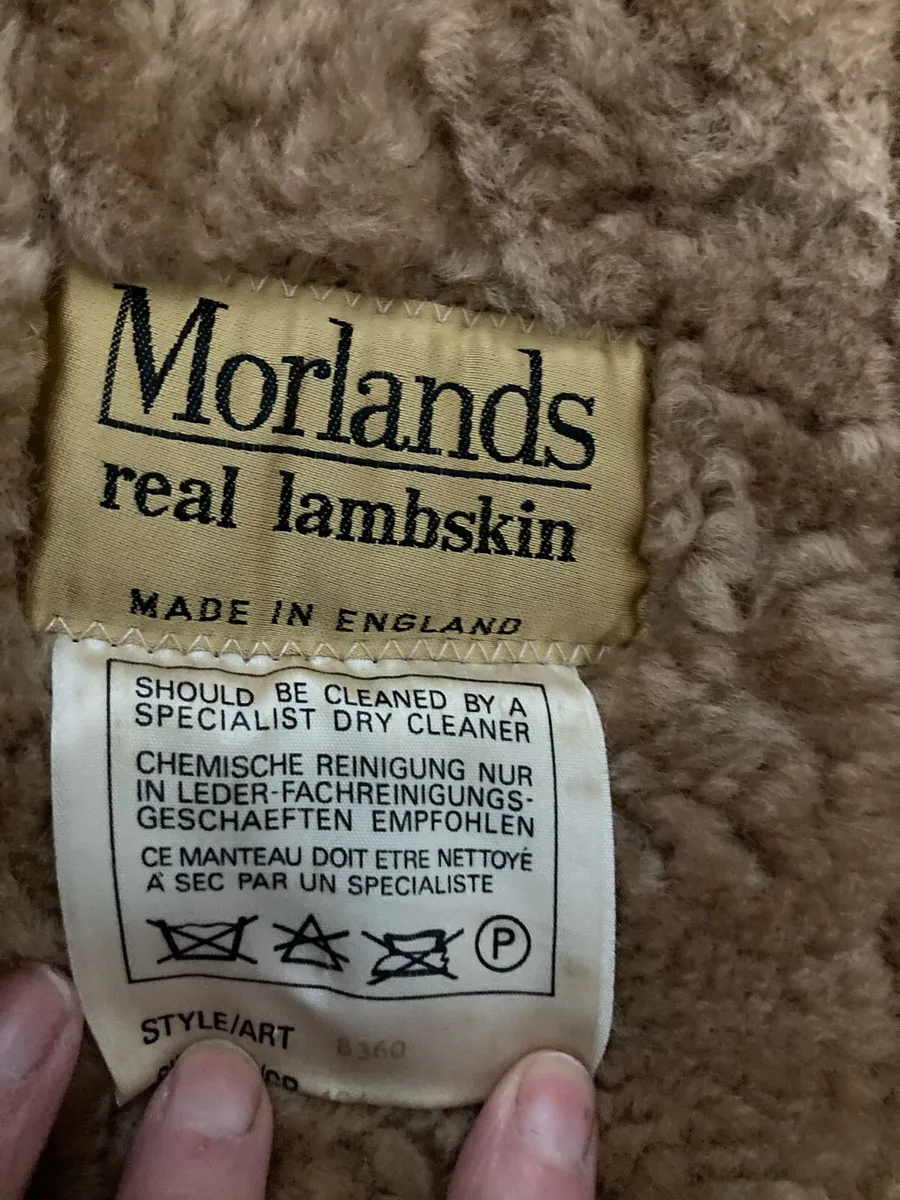 Morlands
real lambskin
MADE IN ENGLAND
SHOULD BE CLEANED BY A
SPECIALIST DRY CLEANER
CHEMISCHE REINIGUNG NUR
IN LEDER-FACHREINIGUNGS-
GESCHAEFTEN EMPFOHLEN
CE MANTEAU DOIT ETRE NETTOYÉ
À SEC PAR UN SPECIALISTE
P
STYLE/ART 8360